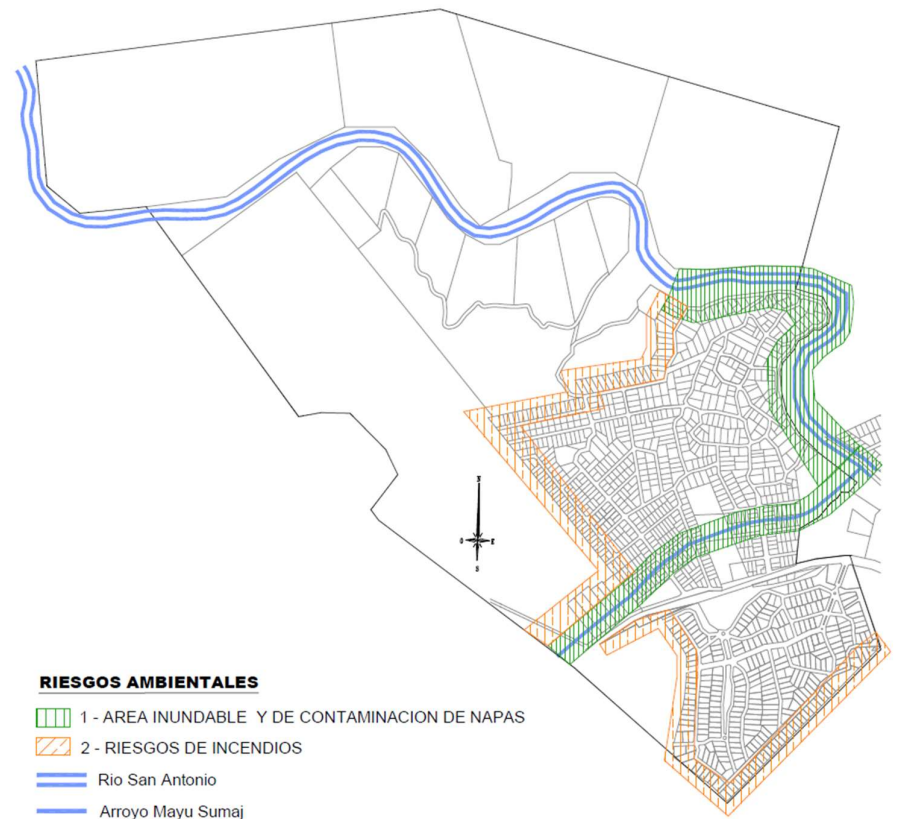 N
O E
S
RIESGOS AMBIENTALES
1 - AREA INUNDABLE Y DE CONTAMINACION DE NAPAS
2 - RIESGOS DE INCENDIOS
Rio San Antonio
Arroyo Mayu Sumaj